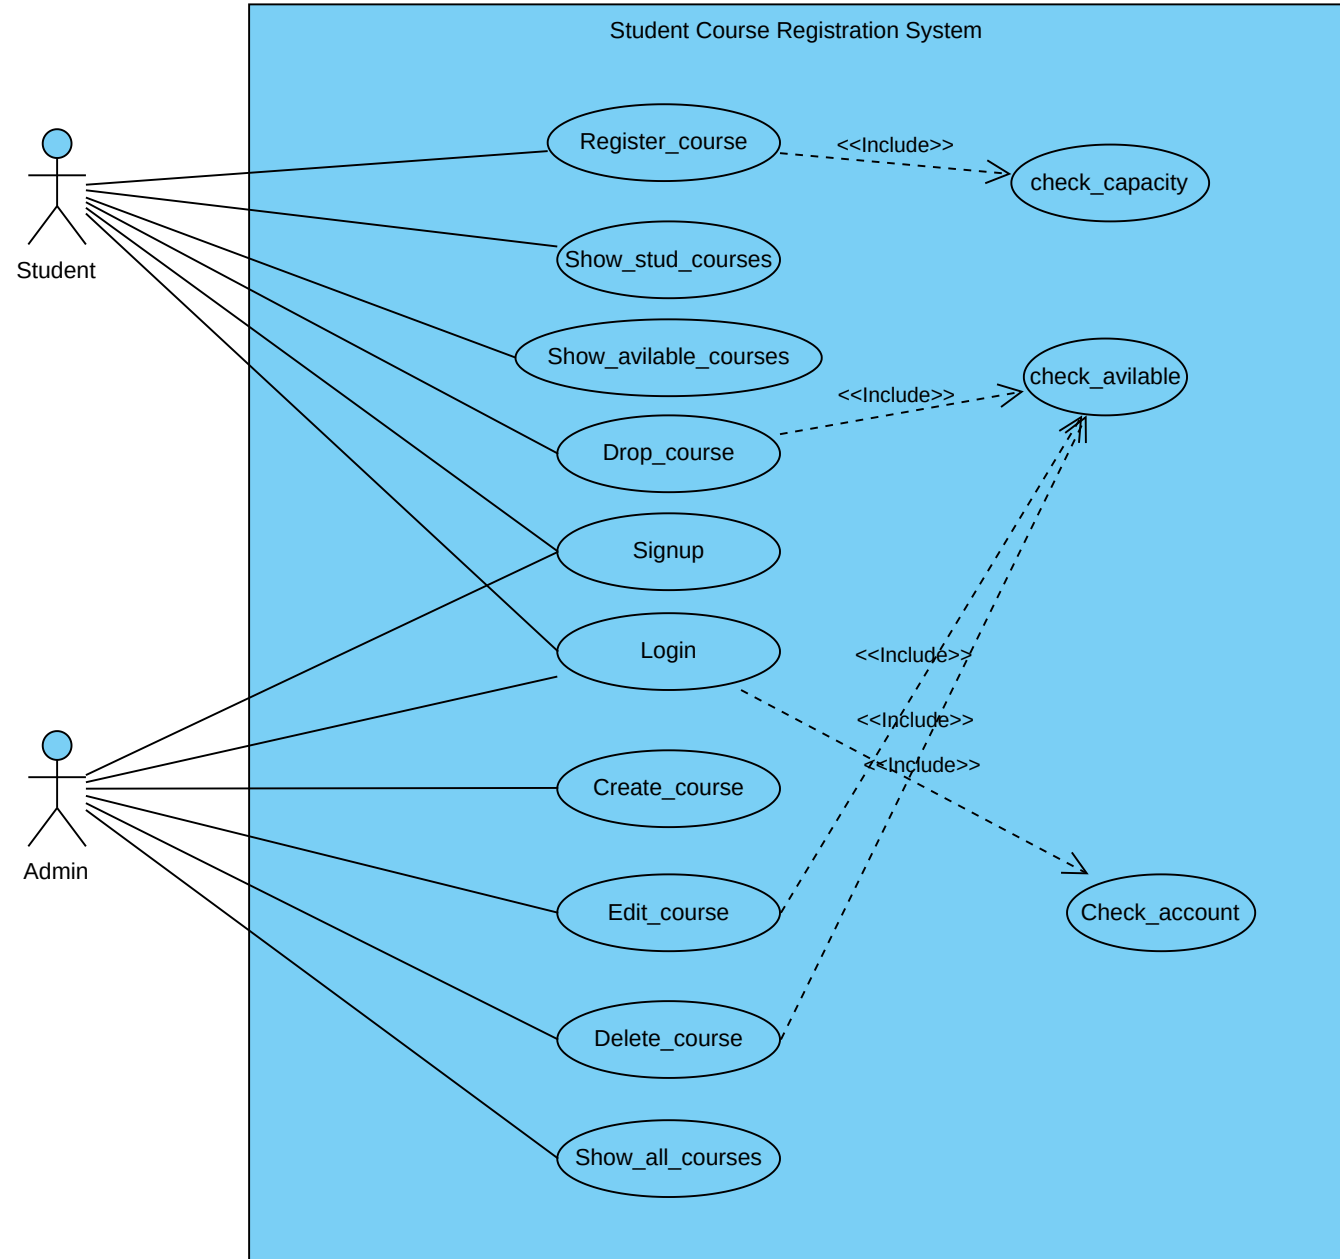 Student Course Registration System
Register_course
<<Include>>
check_capacity
Student
Show_stud_courses
Show_avilable_courses
check_avilable
<<Include>>
Drop_course
Signup
Login
<<Include>>
<<Include>>
<<Include>>
Create_course
Admin
Edit_course
Check_account
Delete_course
Show_all_courses